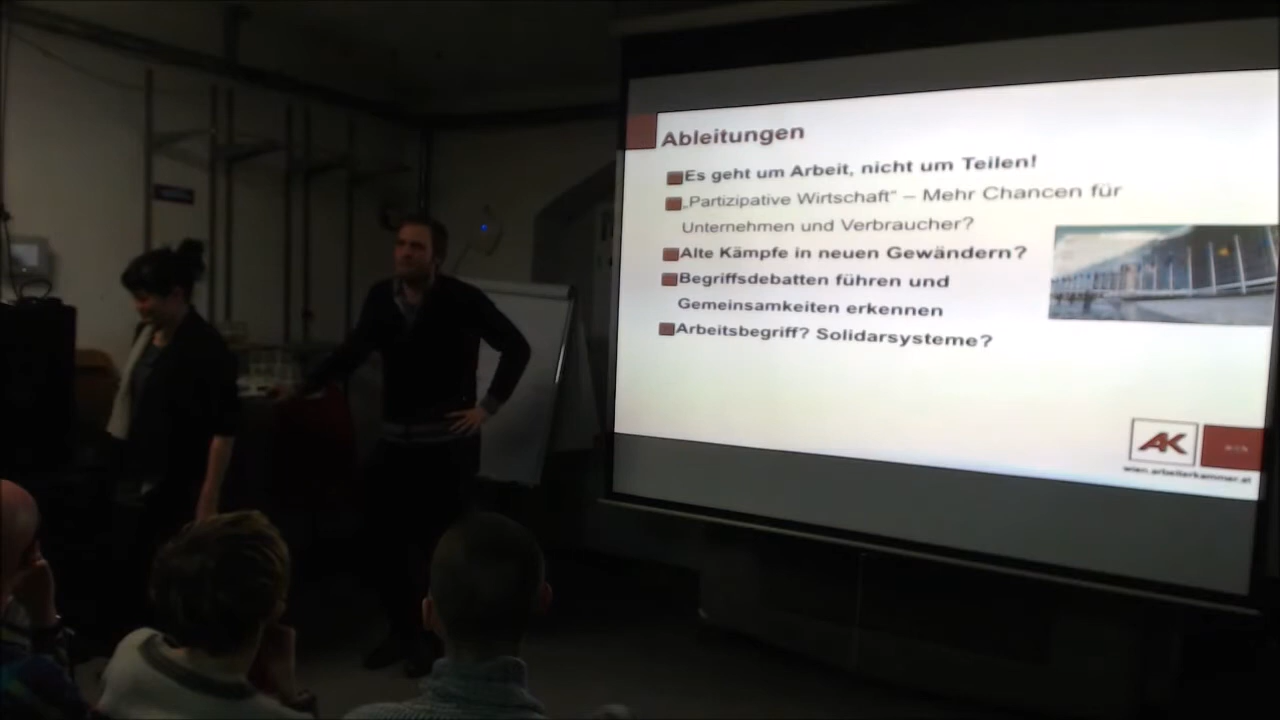 Ableitungen
Es geht um Arbeit, nicht um Teilen!
„Partizipative Wirtschaft“ – Mehr Chancen für
Unternehmen und Verbraucher?
Alte Kämpfe in neuen Gewändern?
Begriffsdebatten führen und
Gemeinsamkeiten erkennen
Arbeitsbegriff? Solidarsysteme?
AK
wien.arbeiterkammer.at